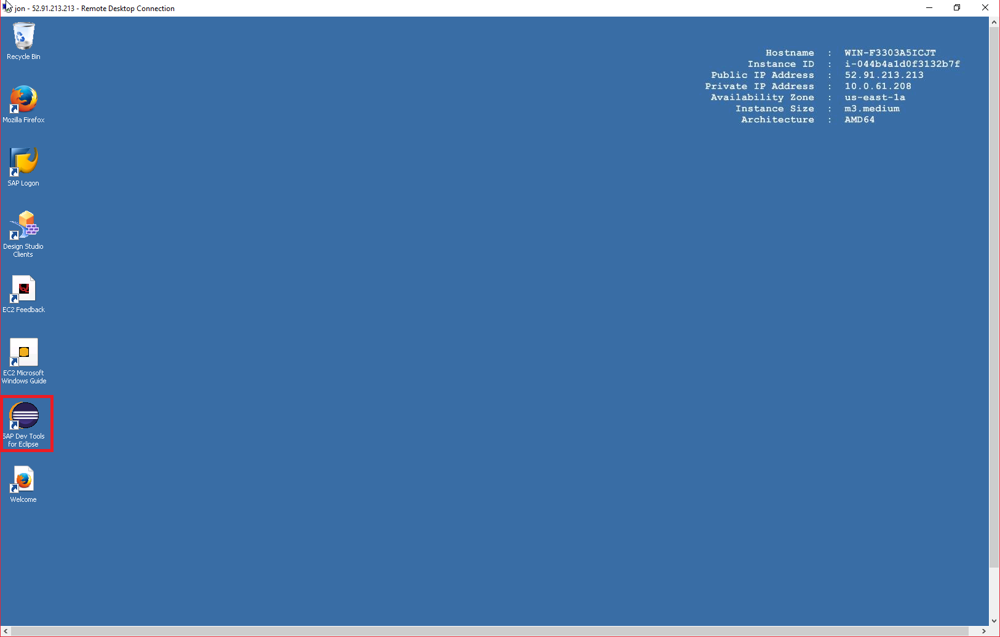 jon - 52.91.213.213 - Remote Desktop Connection
Recycle Bin
Mozilla Firefox
SAP Logon
Design Studio
Clients
EC2 Feedback
EC2 Microsoft
Windows Guide
SAP Dev Tools
for Eclipse
Welcome
Hostname : WIN-F3303A5ICJT
Instance ID : i-044b4a1d0f3132b7f
Public IP Address : 52.91.213.213
Private IP Address : 10.0.61.208
Availability Zone : us-east-1a
Instance Size : m3.medium
Architecture : AMD64